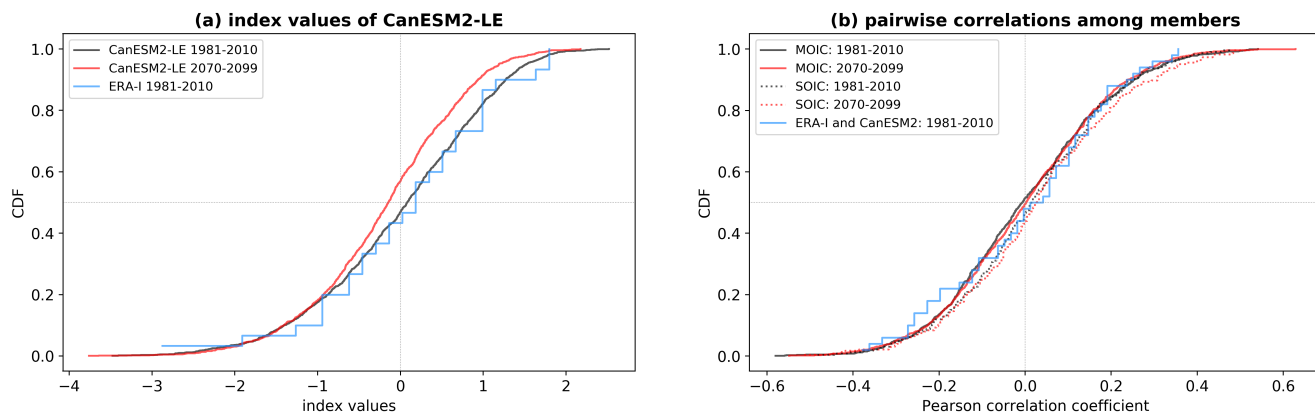 (a) index values of CanESM2-LE
CanESM2-LE 1981-2010
CanESM2-LE 2070-2099
ERA-I 1981-2010
CDF
1.0
0.8
0.6
0.4
0.2
0.0
−4
−3
−2
−1
0
1
2
index values
(b) pairwise correlations among members
MOIC: 1981-2010
MOIC: 2070-2099
SOIC: 1981-2010
SOIC: 2070-2099
ERA-I and CanESM2: 1981-2010
CDF
1.0
0.8
0.6
0.4
0.2
0.0
−0.6
−0.4
−0.2
0.0
0.2
0.4
0.6
Pearson correlation coefficient